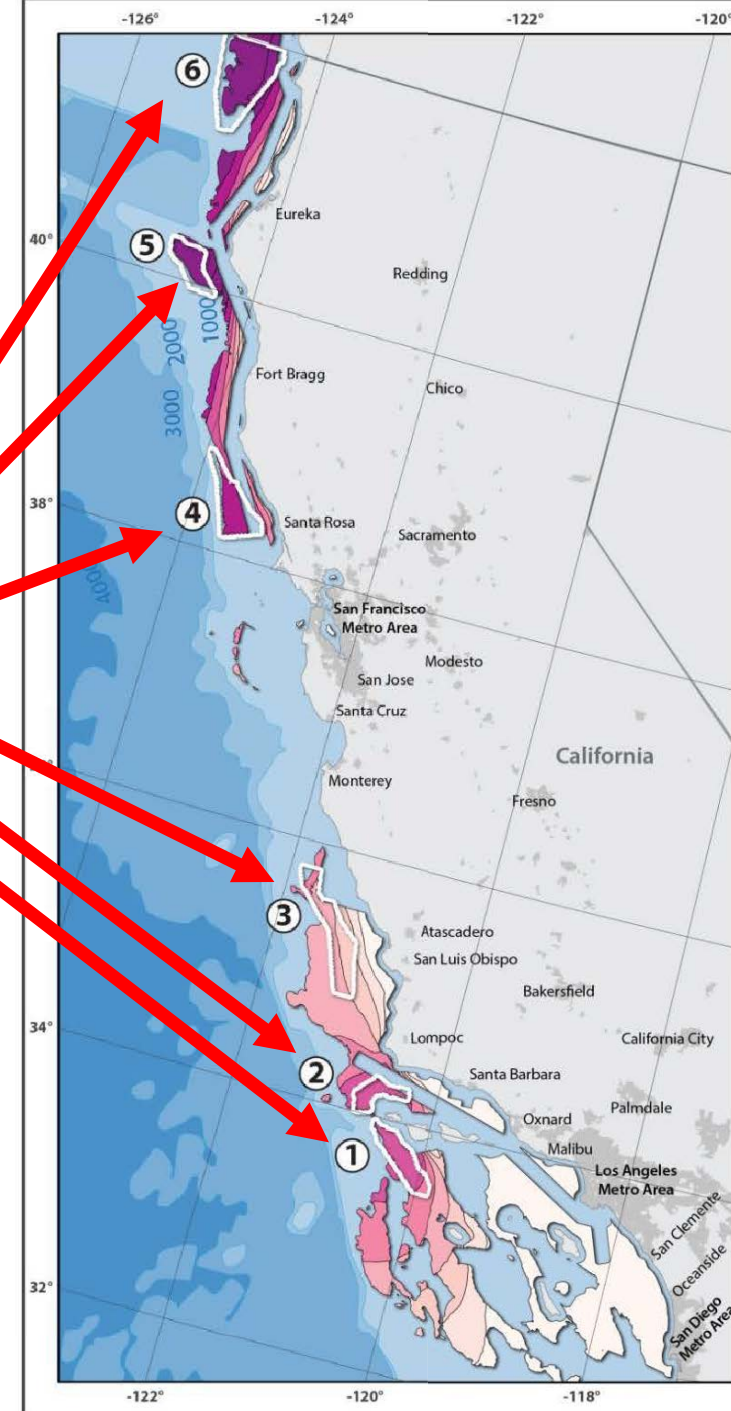 -126°
-124°
-122°
-120°
6
Eureka
40°
5
Redding
1000
2000
3000
Fort Bragg
Chico
38°
4
Santa Rosa
Sacramento
San Francisco
Metro Area
Modesto
San Jose
Santa Cruz
California
Monterey
Fresno
3
Atascadero
San Luis Obispo
Bakersfield
34°
Lompoc
California City
2
Santa Barbara
Palmdale
Oxnard
1
Malibu
Los Angeles
Metro Area
San Clemente
Oceanside
32°
San Diego
Metro Area
-122°
-120°
-118°